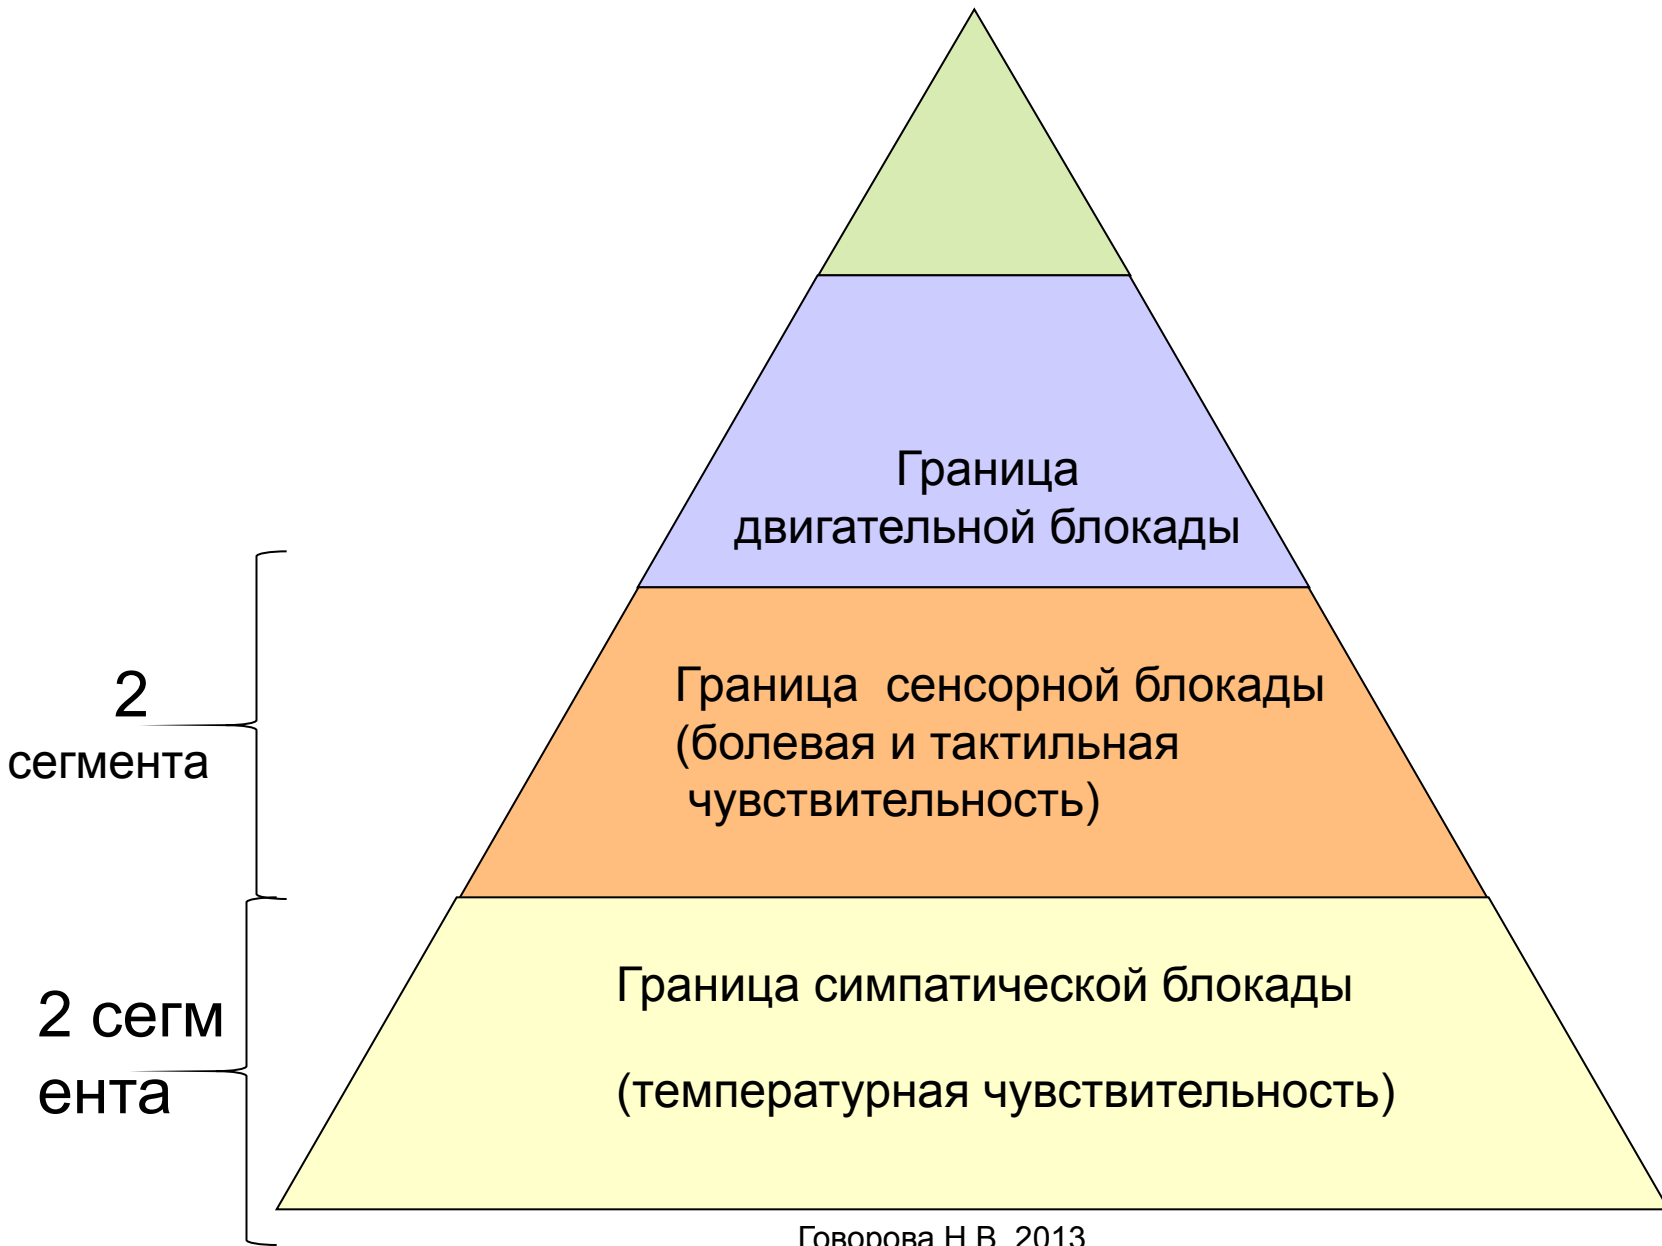 Граница
двигательной блокады
2
сегмента
Граница сенсорной блокады
(болевая и тактильная
чувствительность)
2 сегм
ента
Граница симпатической блокады
(температурная чувствительность)
Говорова Н.В. 2013